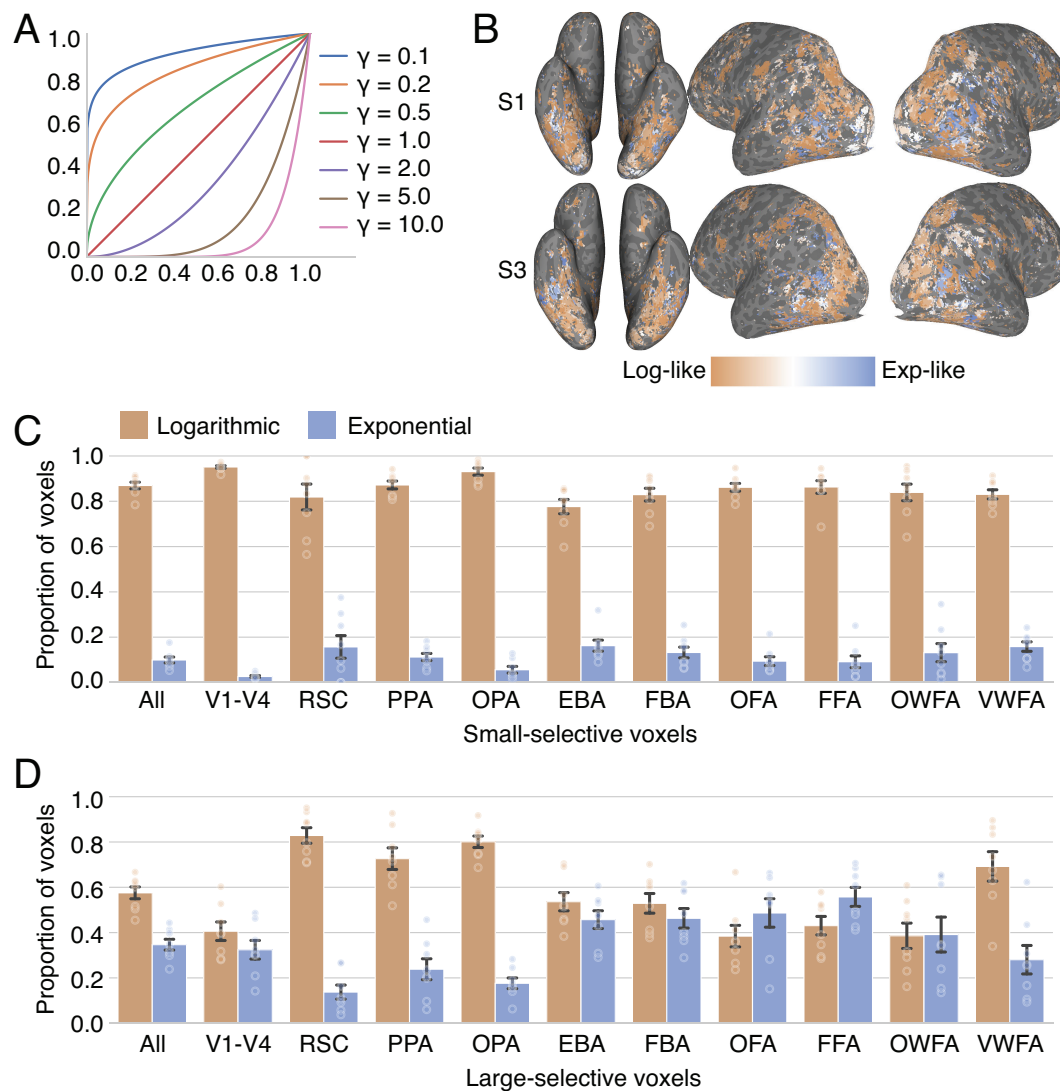 A
1.0
0.8
0.6
0.4
0.2
0.0
0.0 0.2 0.4 0.6 0.8 1.0
γ = 0.1
γ = 0.2
γ = 0.5
γ = 1.0
γ = 2.0
γ = 5.0
γ = 10.0
B
S1
S3
Log-like
Exp-like
C
Logarithmic
Exponential
Proportion of voxels
1.0
0.8
0.6
0.4
0.2
0.0
All V1-V4 RSC PPA OPA EBA FBA OFA FFA OWFA VWFA
Small-selective voxels
D
Proportion of voxels
1.0
0.8
0.6
0.4
0.2
0.0
All V1-V4 RSC PPA OPA EBA FBA OFA FFA OWFA VWFA
Large-selective voxels